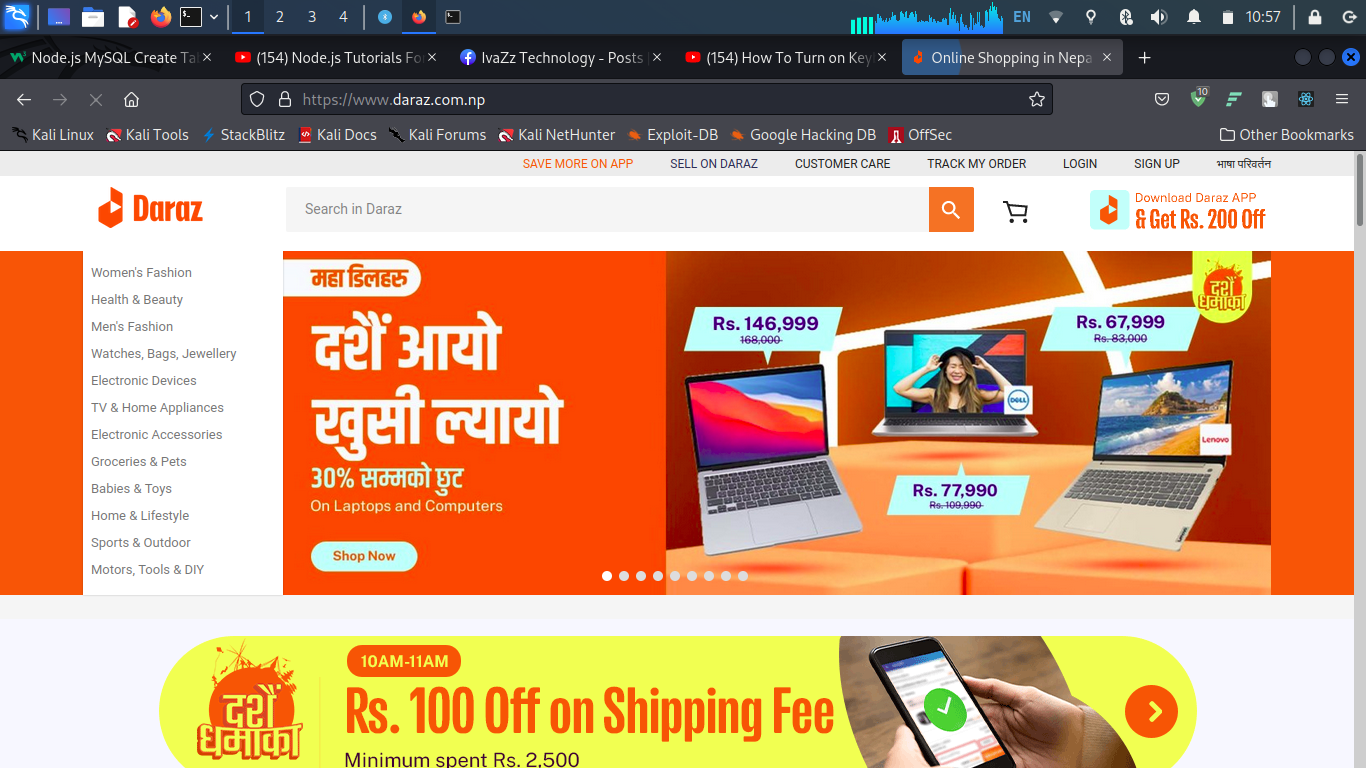 1 2 3 4 EN 10:57
Node.js MySQL Create Tal
(154) Node.js Tutorials Fo
IvaZz Technology - Posts
(154) How To Turn on Key
Online Shopping in Nepa
10
https://www.daraz.com.np
Kali Linux Kali Tools StackBlitz Kali Docs Kali Forums Kali NetHunter Exploit-DB Google Hacking DB OffSec Other Bookmarks
SAVE MORE ON APP SELL ON DARAZ CUSTOMER CARE TRACK MY ORDER LOGIN SIGN UP भाषा परिवर्तन
Daraz
Search in Daraz
Download Daraz APP
& Get Rs. 200 Off
Women's Fashion
Health & Beauty
Men's Fashion
Watches, Bags, Jewellery
Electronic Devices
TV & Home Appliances
Electronic Accessories
Groceries & Pets
Babies & Toys
Home & Lifestyle
Sports & Outdoor
Motors, Tools & DIY
महा डिलहरु
दशैं आयो
खुसी ल्यायो
30% सम्मको छुट
On Laptops and Computers
Shop Now
Rs. 146,999
168,000
Rs. 67,999
Rs. 83,000
DELL
Lenovo
Rs. 77,990
Rs. 109,990
दशैं
धमाका
10AM-11AM
दशैं
धमाका
Rs. 100 Off on Shipping Fee
Minimum spent Rs. 2,500